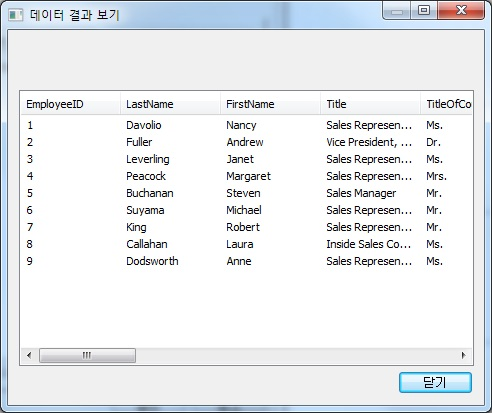 데이터 결과 보기
EmployeeID LastName FirstName Title TitleOfCo
1 Davolio Nancy Sales Represen... Ms.
2 Fuller Andrew Vice President, ... Dr.
3 Leverling Janet Sales Represen... Ms.
4 Peacock Margaret Sales Represen... Mrs.
5 Buchanan Steven Sales Manager Mr.
6 Suyama Michael Sales Represen... Mr.
7 King Robert Sales Represen... Mr.
8 Callahan Laura Inside Sales Co... Ms.
9 Dodsworth Anne Sales Represen... Ms.
닫기